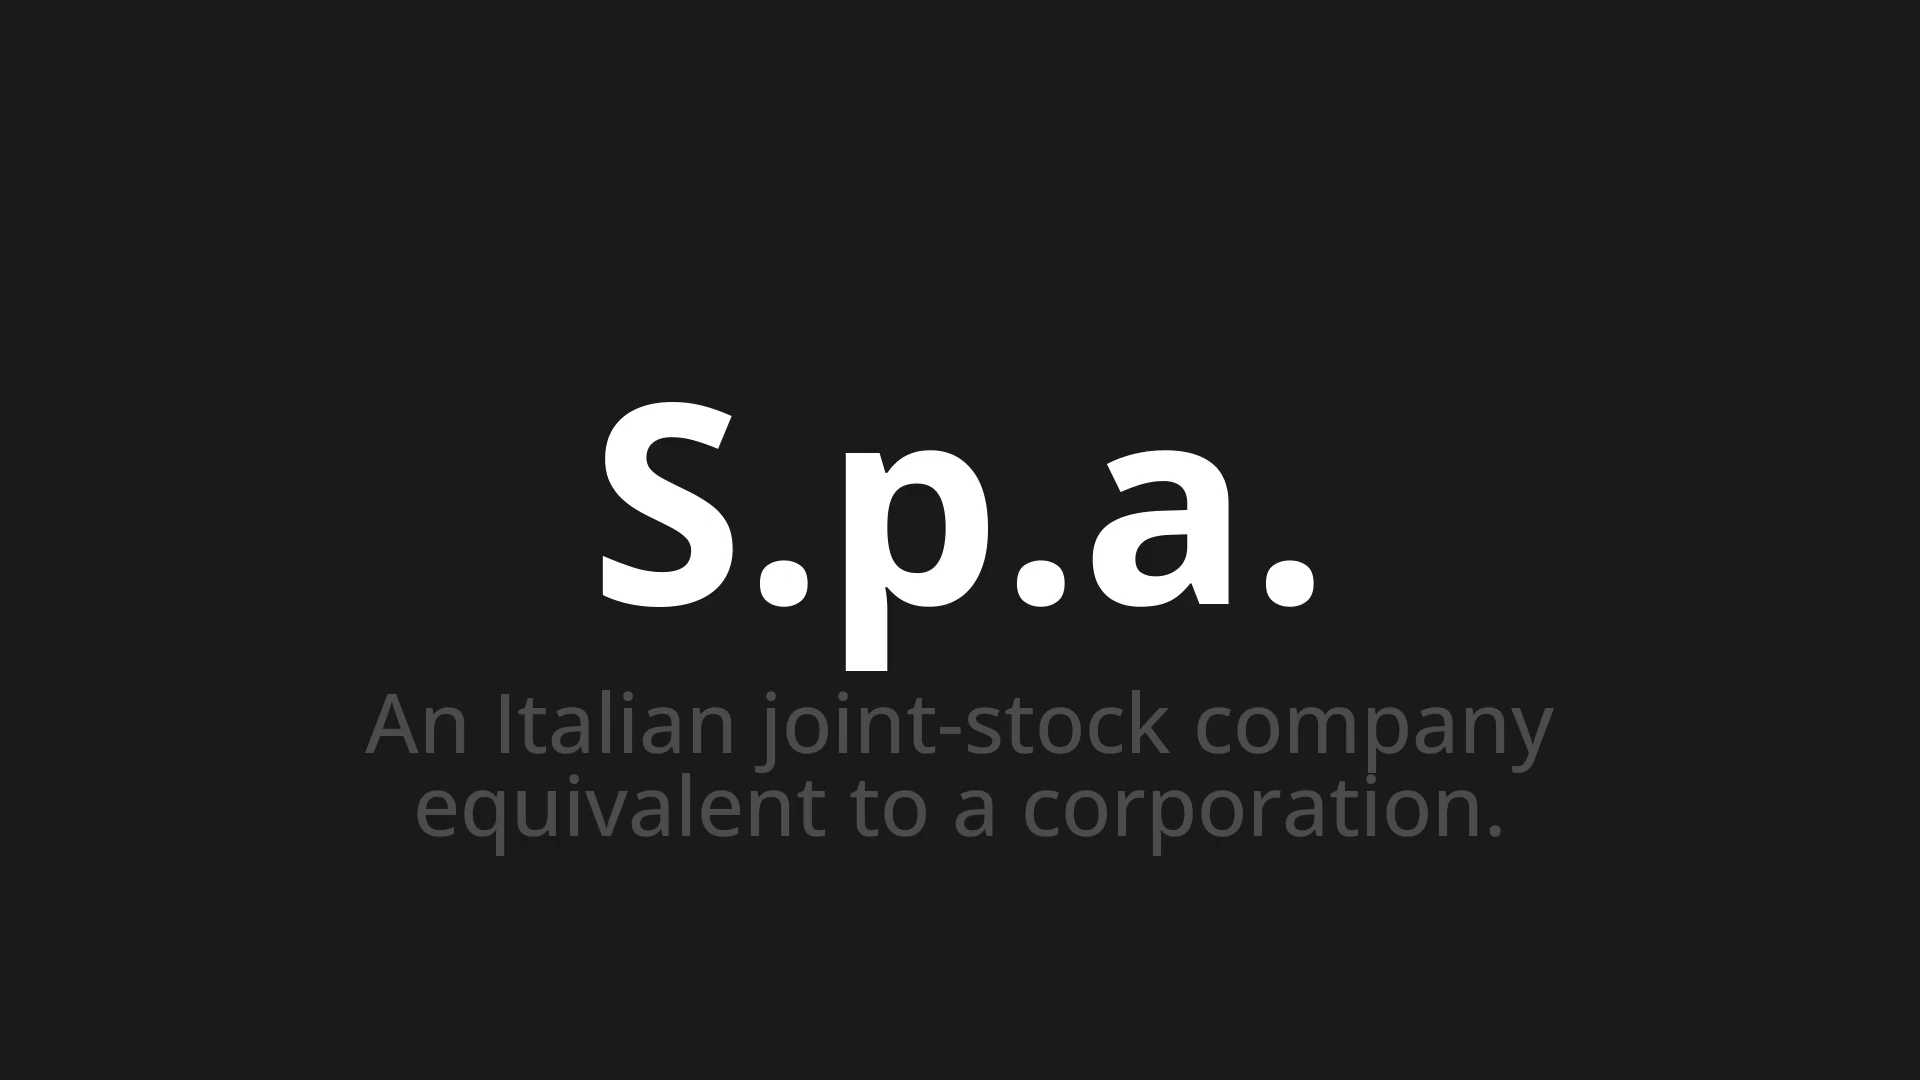 S.p.a.
An Italian joint-stock company
equivalent to a corporation.